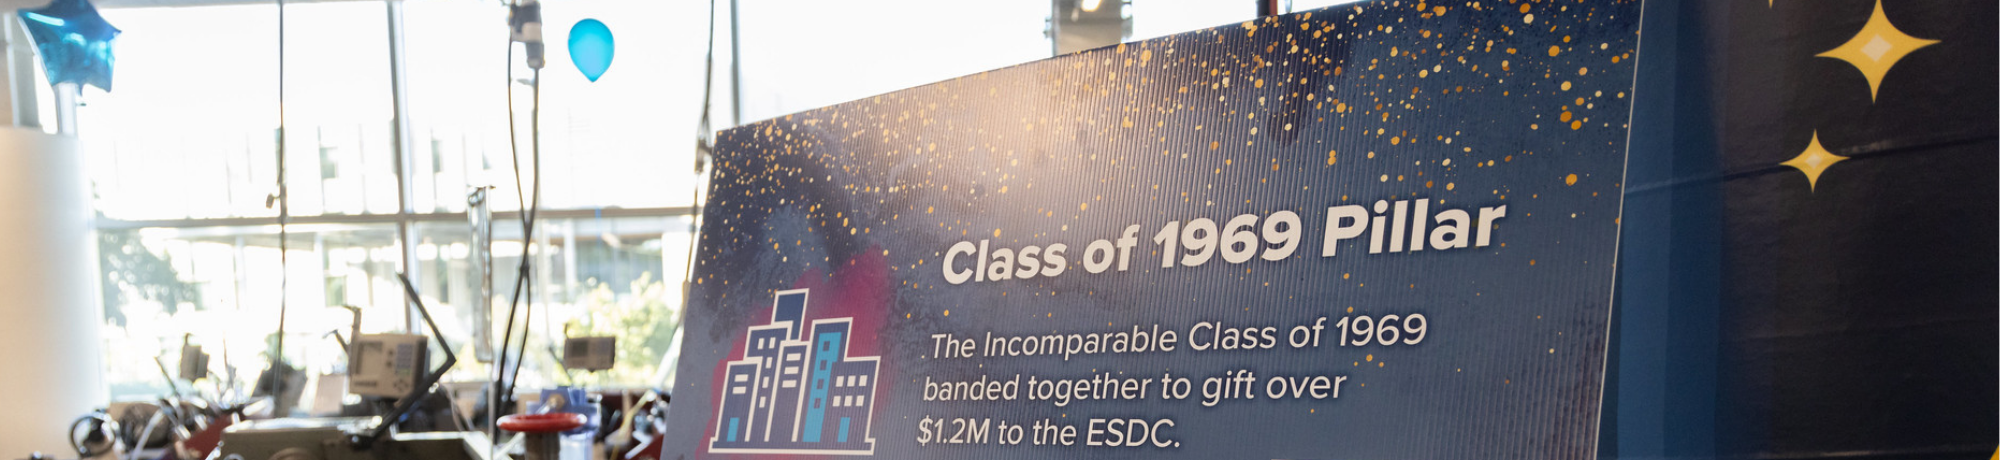 Class of 1969 Pillar
The Incomparable Class of 1969
banded together to gift over
$1.2M to the ESDC.